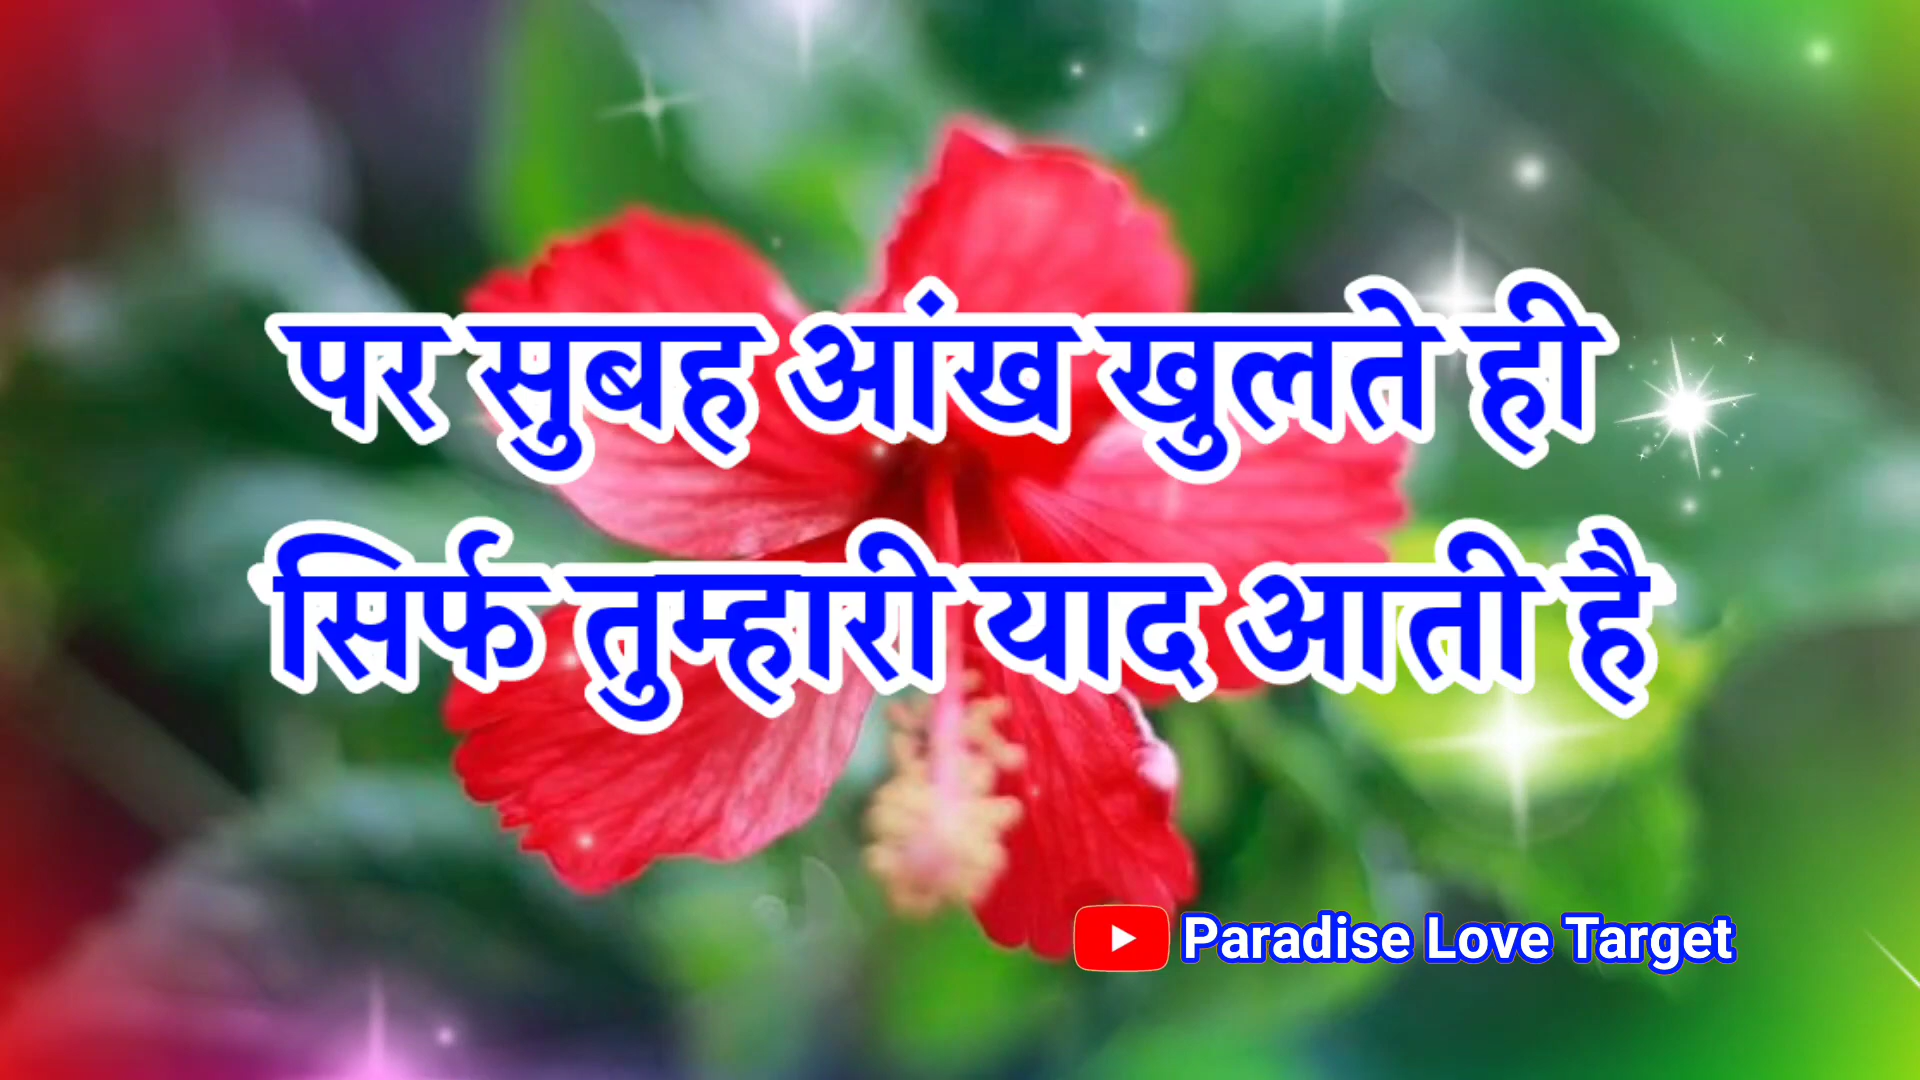 पर सुबह आंख खुलते ही
सिर्फ तुम्हारी याद आती है
Paradise Love Target